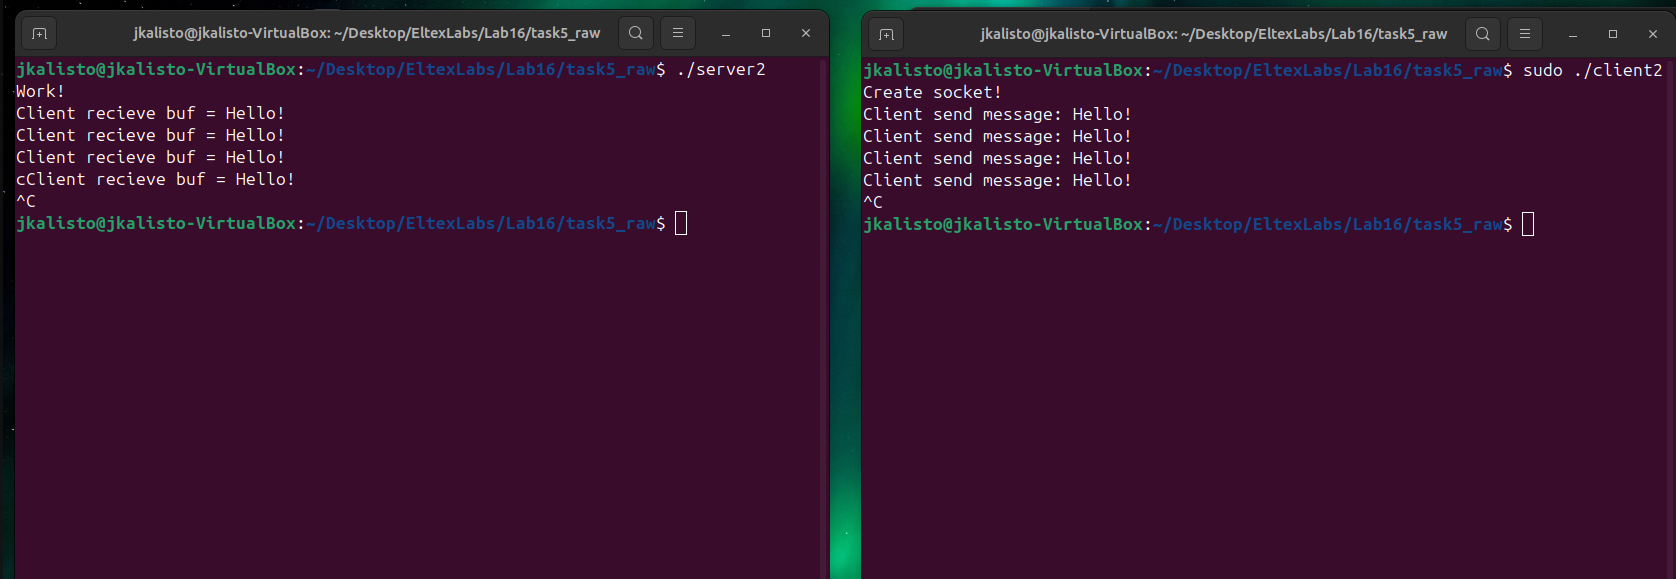 jkalisto@jkalisto-VirtualBox: ~/Desktop/EltexLabs/Lab16/task5_raw
jkalisto@jkalisto-VirtualBox:~/Desktop/EltexLabs/Lab16/task5_raw$ ./server2
Work!
Client recieve buf = Hello!
Client recieve buf = Hello!
Client recieve buf = Hello!
cClient recieve buf = Hello!
^C
jkalisto@jkalisto-VirtualBox:~/Desktop/EltexLabs/Lab16/task5_raw$
jkalisto@jkalisto-VirtualBox: ~/Desktop/EltexLabs/Lab16/task5_raw
jkalisto@jkalisto-VirtualBox:~/Desktop/EltexLabs/Lab16/task5_raw$ sudo ./client2
Create socket!
Client send message: Hello!
Client send message: Hello!
Client send message: Hello!
Client send message: Hello!
^C
jkalisto@jkalisto-VirtualBox:~/Desktop/EltexLabs/Lab16/task5_raw$